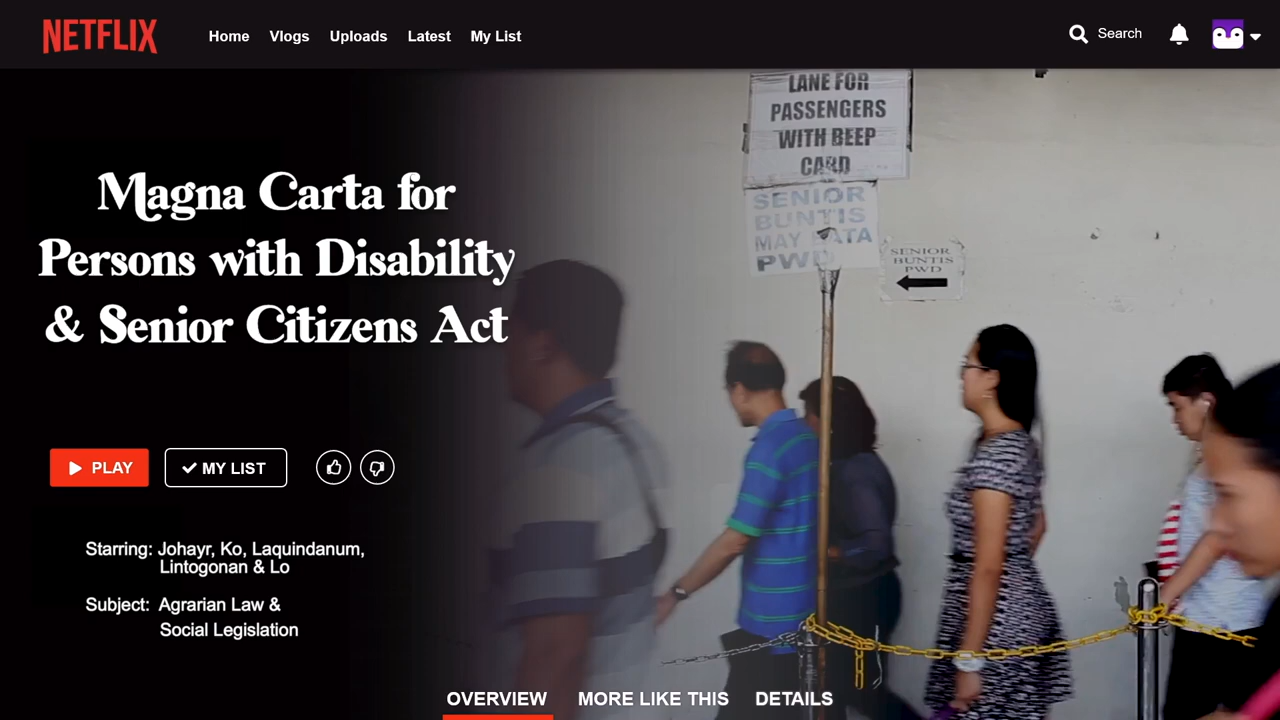 NETFLIX
Home Vlogs Uploads Latest My List
Search
LANE FOR
PASSENGERS
WITH BEEP
CARD
SENIOR
BUNTIS
MAY BATA
PWD
SENIOR
BUNTIS
PWD
Magna Carta for
Persons with Disability
& Senior Citizens Act
PLAY
MY LIST
Starring: Johayr, Ko, Laquindanum,
Lintogonan & Lo
Subject: Agrarian Law &
Social Legislation
OVERVIEW MORE LIKE THIS DETAILS